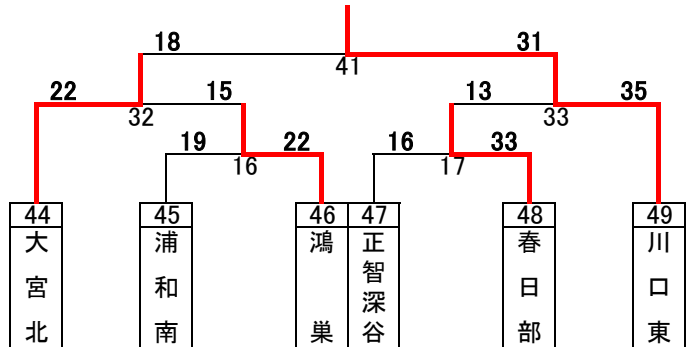 18 31
41
22 15 13 35
32 33
19 22 16 33
16 17
44 45 46 47 48 49
大宮北
浦和南
鴻巣
正智深谷
春日部
川口東